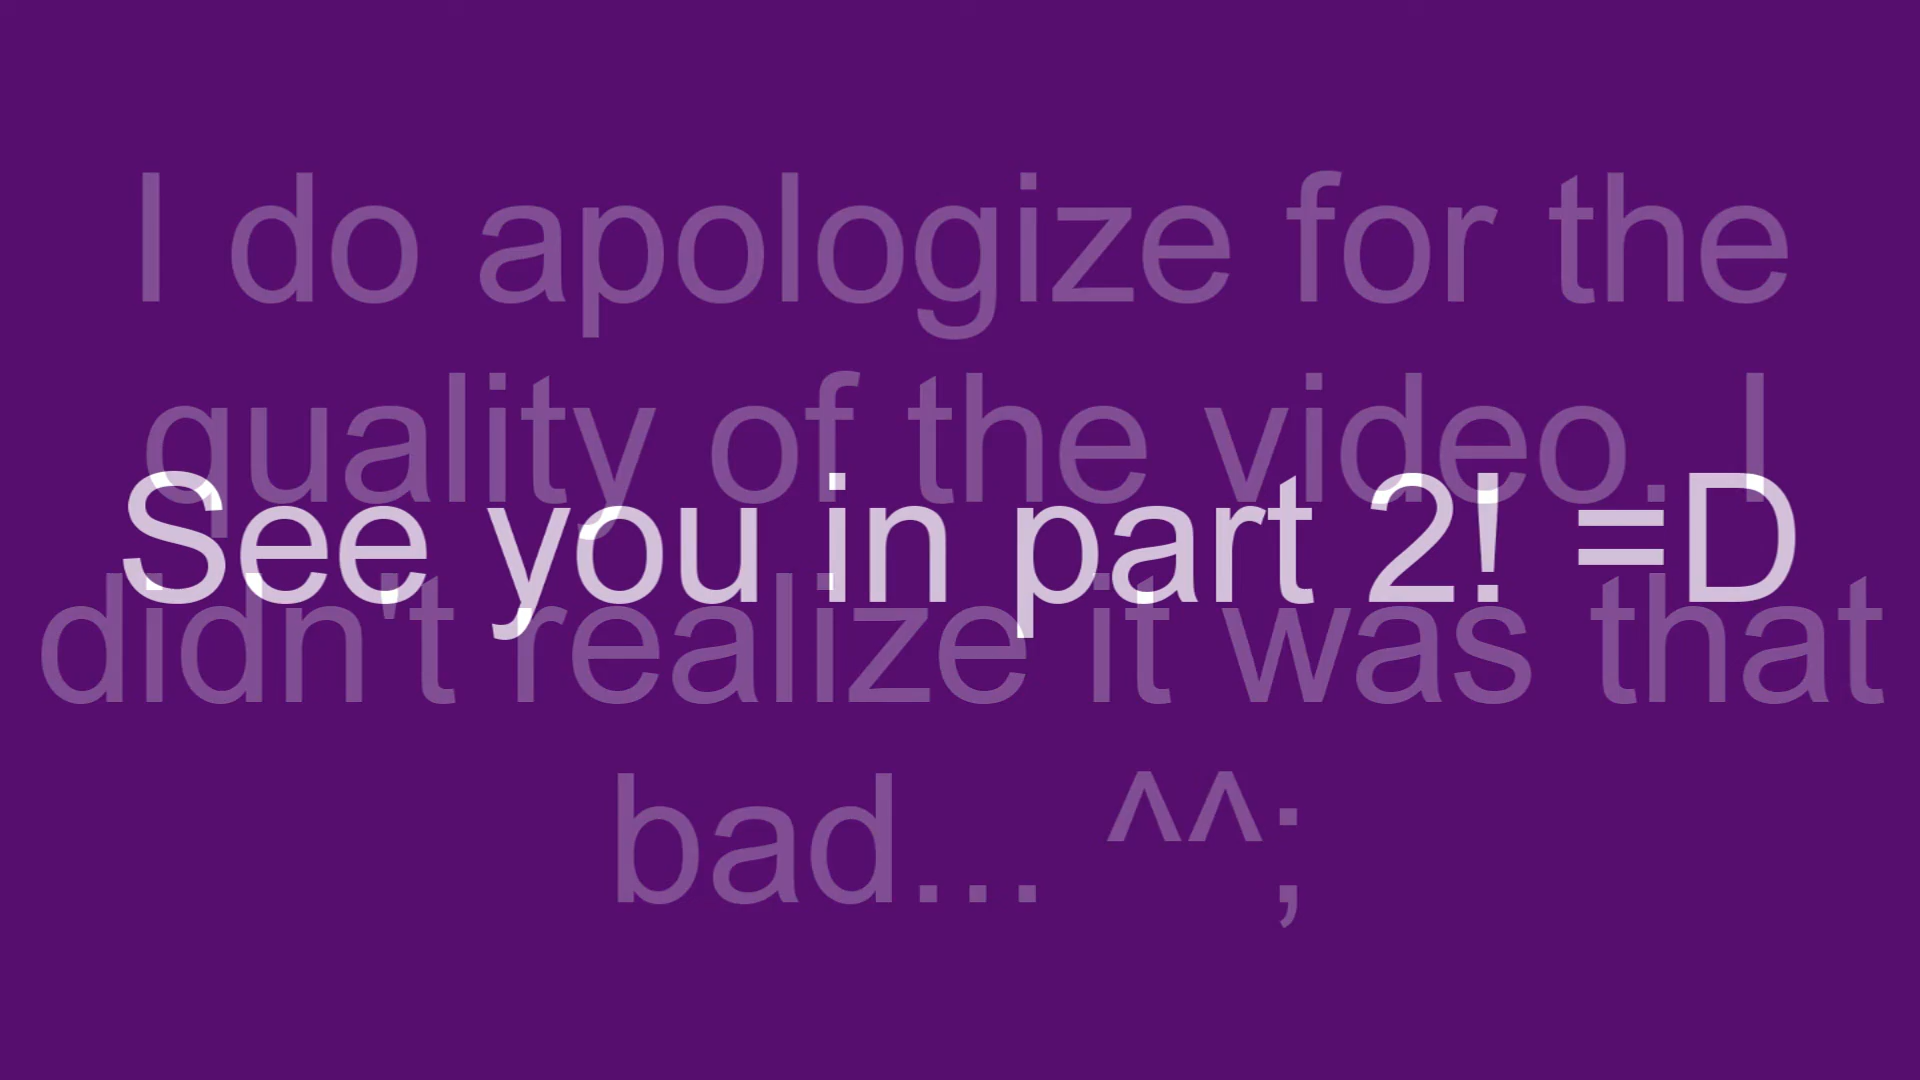 I do apologize for the
quality of the video. I
See you in part 2! =D
didn't realize it was that
bad... ^^;